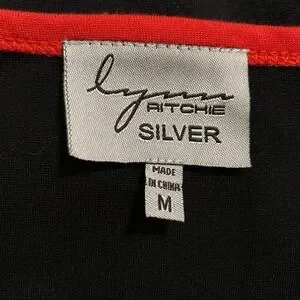 lynn
RITCHIE
SILVER
MADE
IN CHINA
M